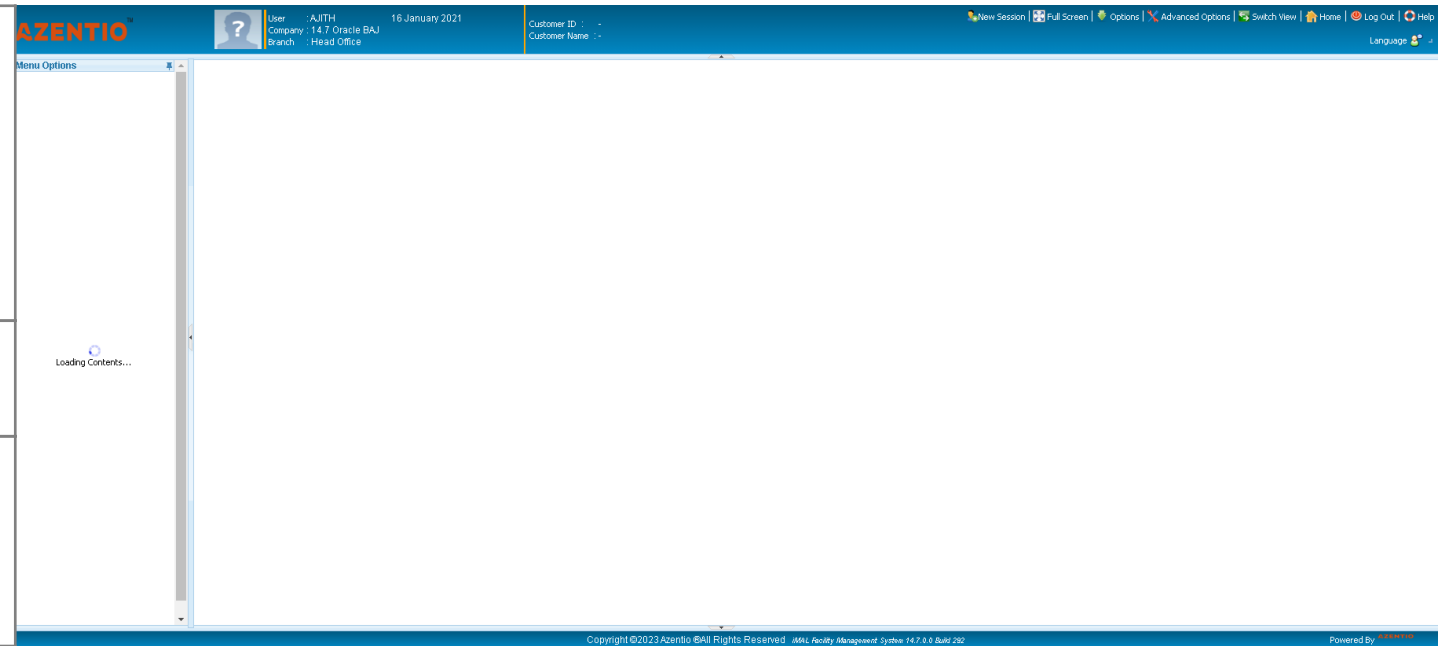 AZENTIO™
User : AJITH 16 January 2021
Company : 14.7 Oracle BAJ
Branch : Head Office
Customer ID : -
Customer Name : -
New Session | Full Screen | Options | Advanced Options | Switch View | Home | Log Out | Help
Language
Menu Options
Loading Contents...
Copyright ©2023 Azentio ®All Rights Reserved iMAL Facility Management System 14.7.0.0 Build 292
Powered By AZENTIO